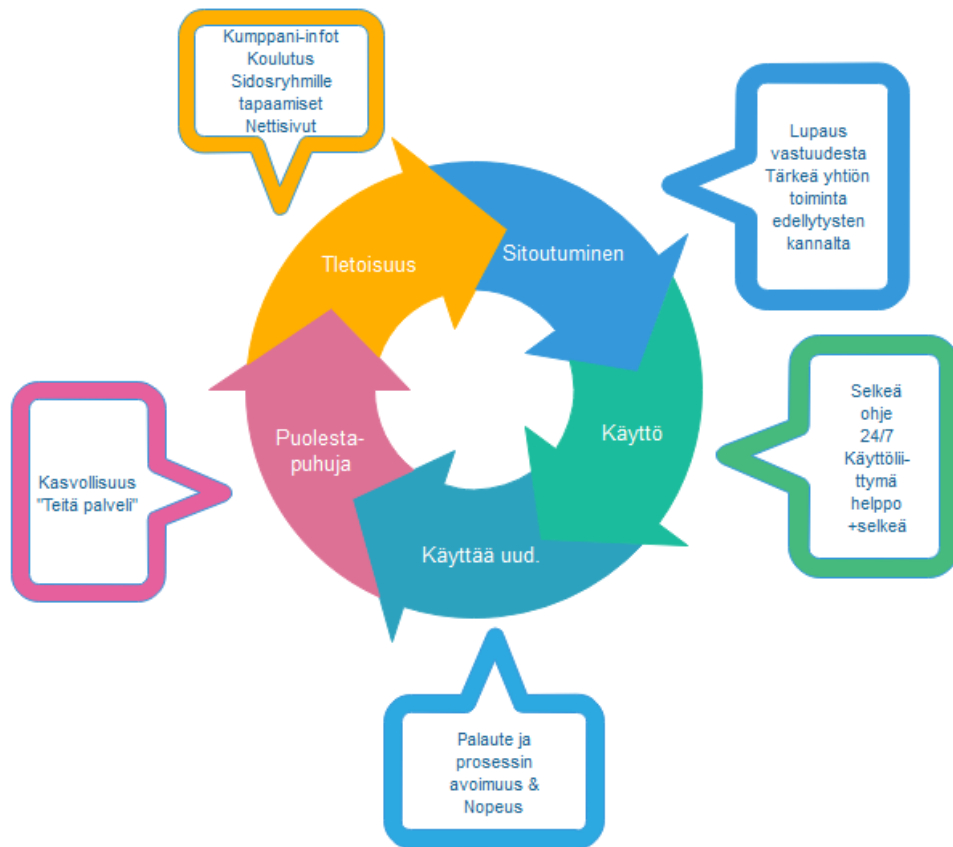 Kumppani-infot
Koulutus
Sidosryhmille
tapaamiset
Nettisivut
TIetoisuus
Sitoutuminen
Lupaus
vastuudesta
Tärkeä yhtiön
toiminta
edellytysten
kannalta
Käyttö
Selkeä
ohje
24/7
Käyttölii-
ttymä
helppo
+selkeä
Käyttää uud.
Palaute ja
prosessin
avoimuus &
Nopeus
Puolesta-
puhuja
Kasvollisuus
"Teitä palveli"